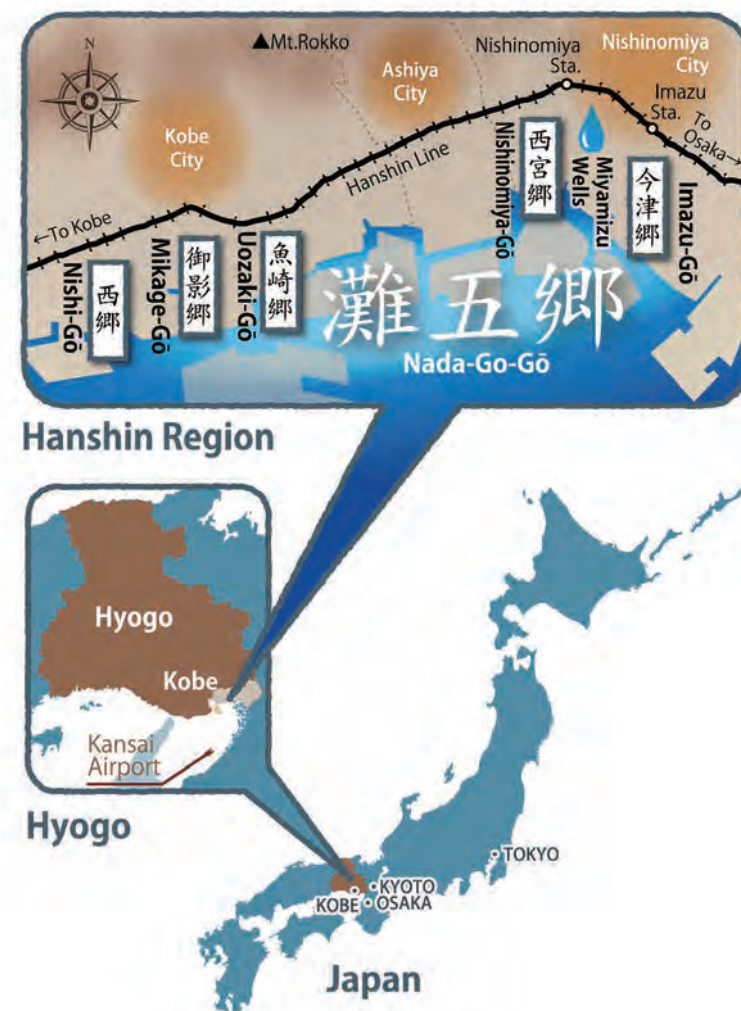 N
▲Mt.Rokko
Ashiya
City
Nishinomiya
Sta.
Nishinomiya
City
Imazu
Sta.
To
Osaka→
Kobe
City
Hanshin Line
←To Kobe
Nishi-Gō
西郷
Mikage-Gō
御影郷
Uozaki-Gō
魚崎郷
Nishinomiya-Gō
西宮郷
Miyamizu
Wells
今津郷
Imazu-Gō
灘五郷
Nada-Go-Gō
Hanshin Region
Hyogo
Kobe
Kansai
Airport
Hyogo
TOKYO
KYOTO
KOBE
OSAKA
Japan